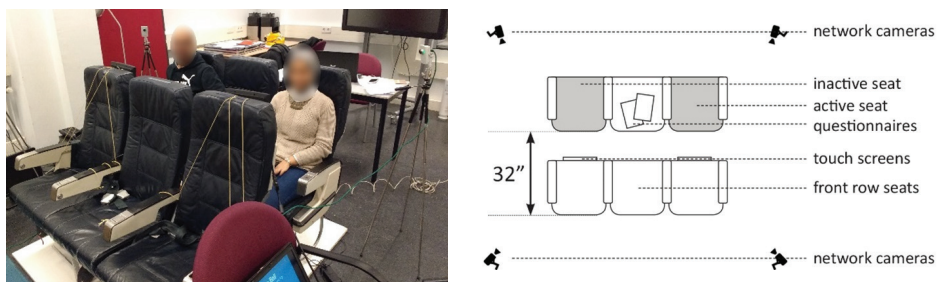 network cameras
inactive seat
active seat
questionnaires
touch screens
32”
front row seats
network cameras